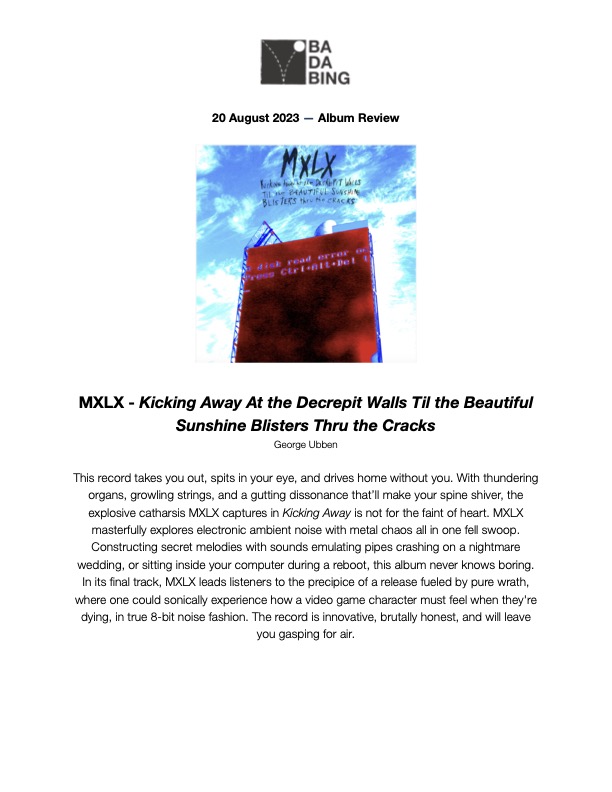 BA
DA
BING
20 August 2023 — Album Review
MXLX
Kicking Away at the DECREPIT WALLS
Til the BEAUTIFUL SUNSHINE
BLISTERS thru the CRACKS
disk read error or
Press Ctrl+Alt+Del
MXLX - Kicking Away At the Decrepit Walls Til the Beautiful
Sunshine Blisters Thru the Cracks
George Ubben
This record takes you out, spits in your eye, and drives home without you. With thundering
organs, growling strings, and a gutting dissonance that’ll make your spine shiver, the
explosive catharsis MXLX captures in Kicking Away is not for the faint of heart. MXLX
masterfully explores electronic ambient noise with metal chaos all in one fell swoop.
Constructing secret melodies with sounds emulating pipes crashing on a nightmare
wedding, or sitting inside your computer during a reboot, this album never knows boring.
In its final track, MXLX leads listeners to the precipice of a release fueled by pure wrath,
where one could sonically experience how a video game character must feel when they’re
dying, in true 8-bit noise fashion. The record is innovative, brutally honest, and will leave
you gasping for air.